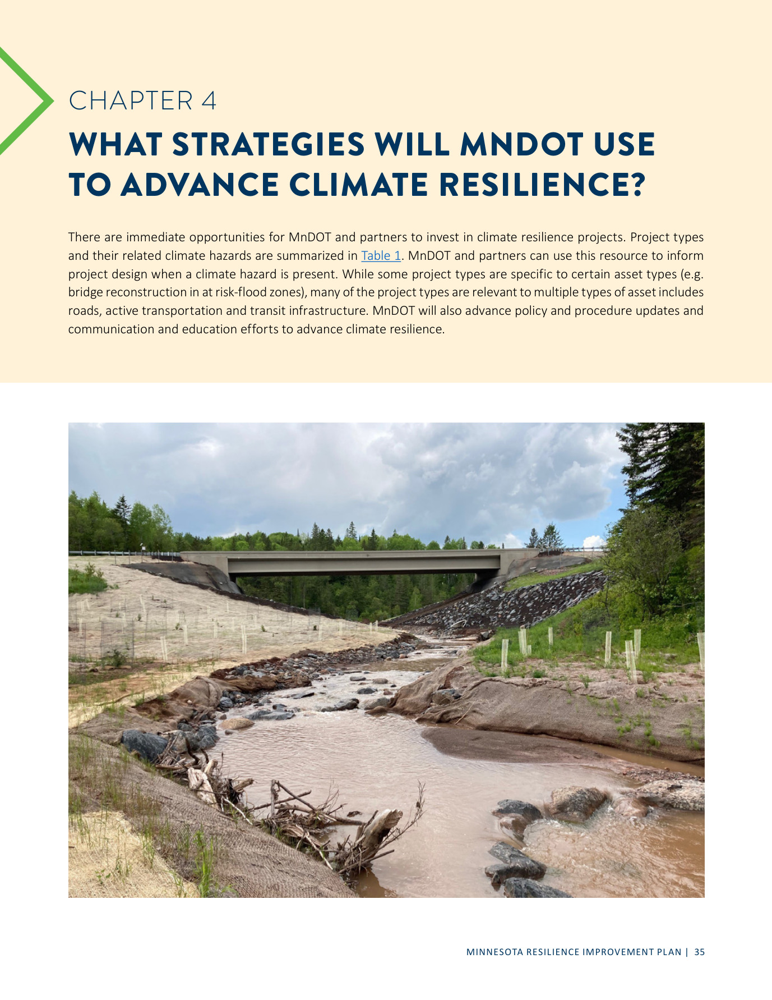 CHAPTER 4
WHAT STRATEGIES WILL MNDOT USE
TO ADVANCE CLIMATE RESILIENCE?
There are immediate opportunities for MnDOT and partners to invest in climate resilience projects. Project types
and their related climate hazards are summarized in Table 1. MnDOT and partners can use this resource to inform
project design when a climate hazard is present. While some project types are specific to certain asset types (e.g.
bridge reconstruction in at risk-flood zones), many of the project types are relevant to multiple types of asset includes
roads, active transportation and transit infrastructure. MnDOT will also advance policy and procedure updates and
communication and education efforts to advance climate resilience.
MINNESOTA RESILIENCE IMPROVEMENT PLAN | 35